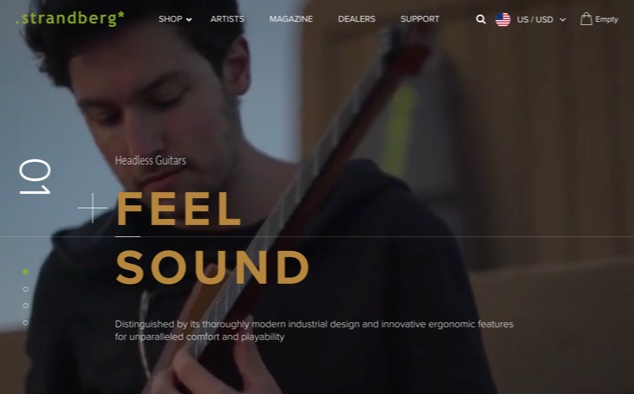 .strandberg*
SHOP ARTISTS MAGAZINE DEALERS SUPPORT US / USD Empty
Headless Guitars
01
FEEL
SOUND
Distinguished by its thoroughly modern industrial design and innovative ergonomic features
for unparalleled comfort and playability